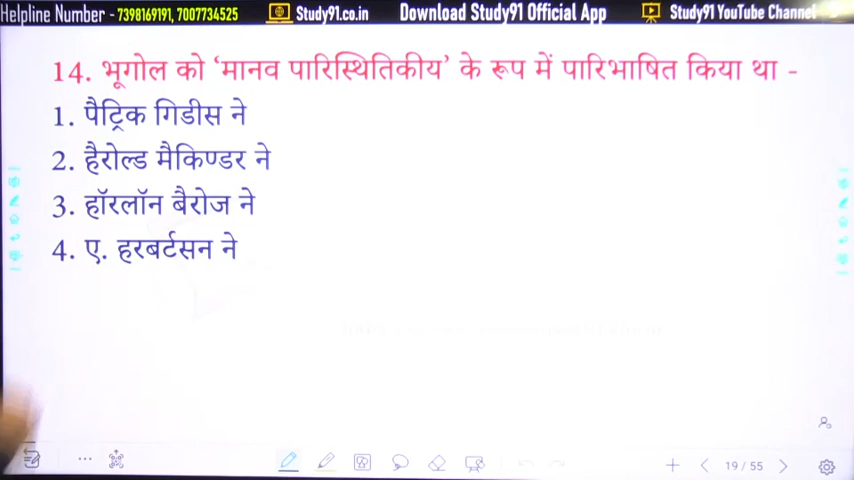 Helpline Number - 7398169191, 7007734525 Study91.co.in Download Study91 Official App Study91 YouTube Channel
14. भूगोल को ‘मानव पारिस्थितिकीय’ के रूप में पारिभाषित किया था -
1. पैट्रिक गिडीस ने
2. हैरोल्ड मैकिण्डर ने
3. हॉरलॉन बैरोज ने
4. ए. हरबर्टसन ने
19 / 55